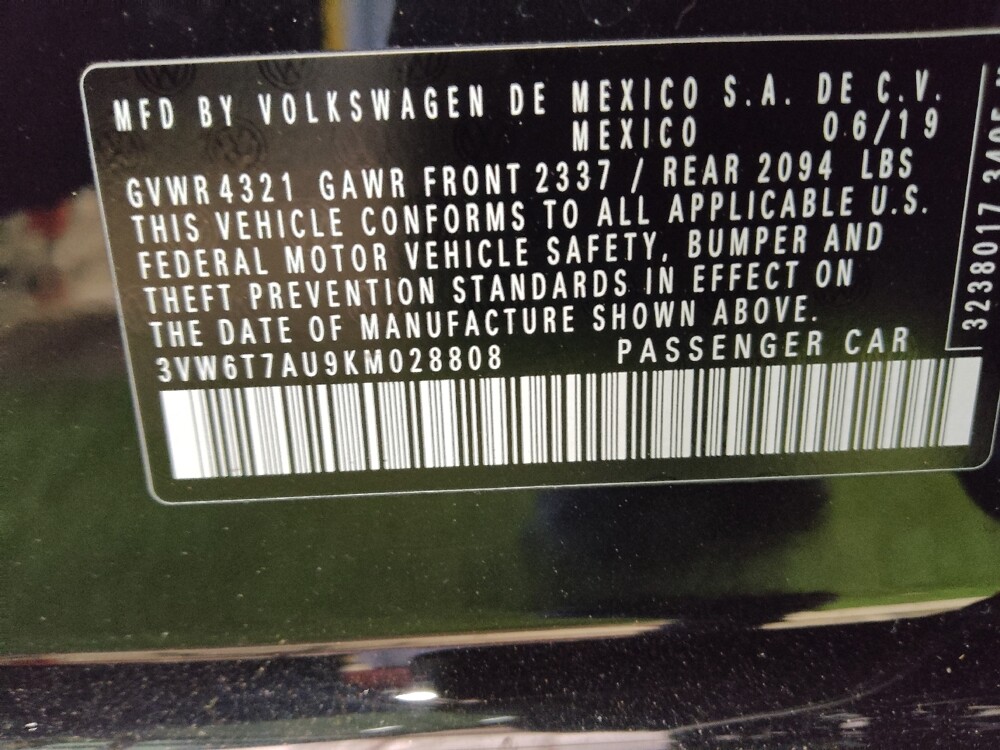 MFD BY VOLKSWAGEN DE MEXICO S.A. DE C.V.
MEXICO 06/19
GVWR 4321 GAWR FRONT 2337 / REAR 2094 LBS
THIS VEHICLE CONFORMS TO ALL APPLICABLE U.S.
FEDERAL MOTOR VEHICLE SAFETY, BUMPER AND
THEFT PREVENTION STANDARDS IN EFFECT ON
THE DATE OF MANUFACTURE SHOWN ABOVE.
3VW6T7AU9KM028808 PASSENGER CAR
3238017